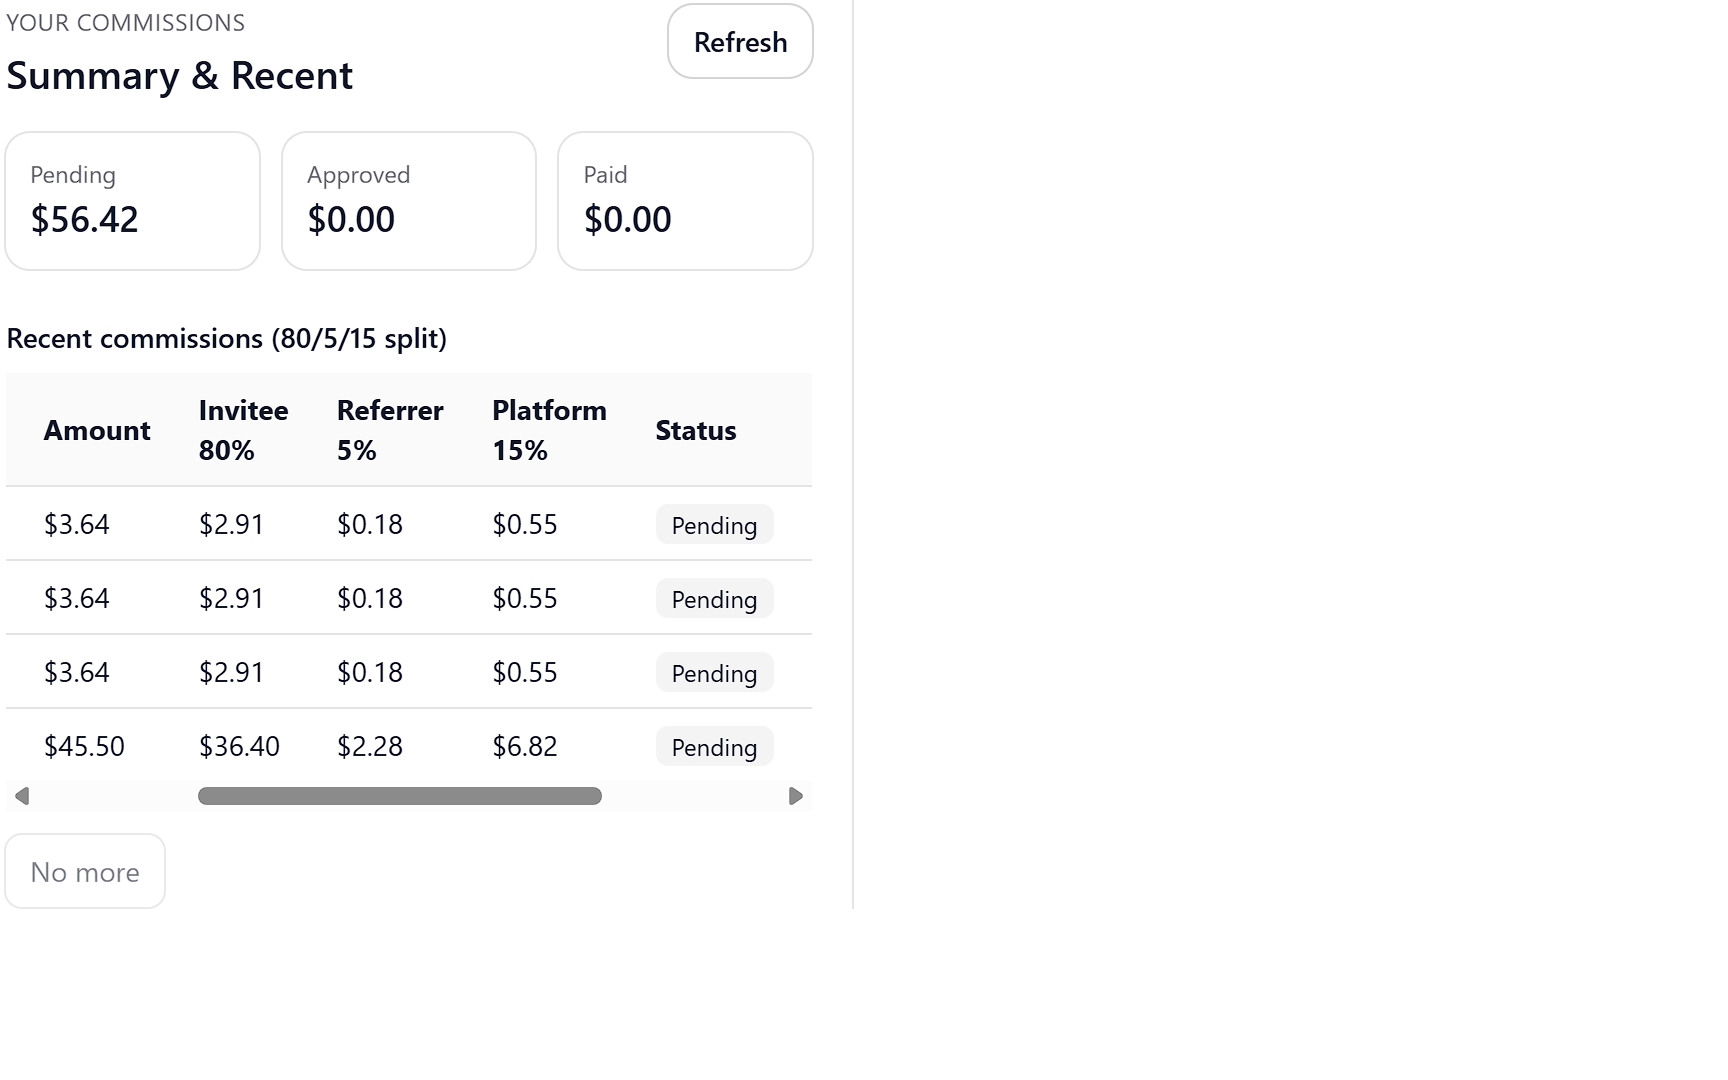 YOUR COMMISSIONS
Refresh
Summary & Recent
Pending
$56.42
Approved
$0.00
Paid
$0.00
Recent commissions (80/5/15 split)
Amount Invitee 80% Referrer 5% Platform 15% Status
$3.64 $2.91 $0.18 $0.55 Pending
$3.64 $2.91 $0.18 $0.55 Pending
$3.64 $2.91 $0.18 $0.55 Pending
$45.50 $36.40 $2.28 $6.82 Pending
No more